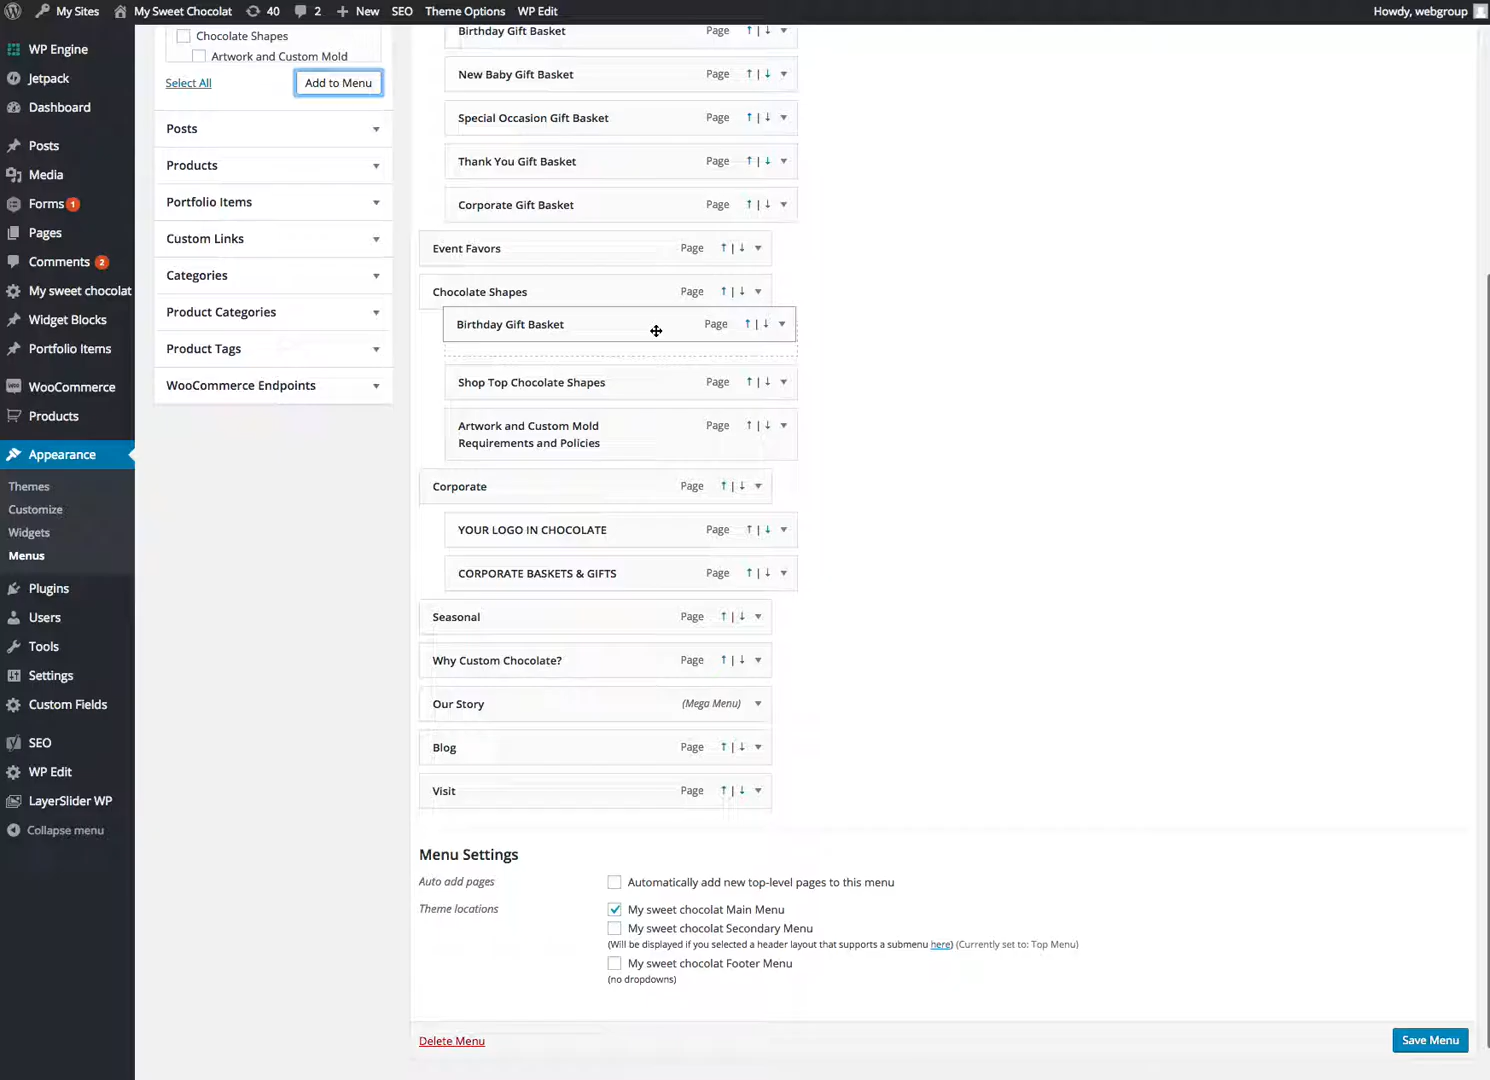 My Sites My Sweet Chocolat 40 2 New SEO Theme Options WP Edit Howdy, webgroup
WP Engine
Jetpack
Dashboard
Posts
Media
Forms 1
Pages
Comments 2
My sweet chocolat
Widget Blocks
Portfolio Items
WooCommerce
Products
Appearance
Themes
Customize
Widgets
Menus
Plugins
Users
Tools
Settings
Custom Fields
SEO
WP Edit
LayerSlider WP
Collapse menu
Chocolate Shapes
Artwork and Custom Mold
Select All Add to Menu
Posts
Products
Portfolio Items
Custom Links
Categories
Product Categories
Product Tags
WooCommerce Endpoints
Birthday Gift Basket Page ↑ | ↓
New Baby Gift Basket Page ↑ | ↓
Special Occasion Gift Basket Page ↑ | ↓
Thank You Gift Basket Page ↑ | ↓
Corporate Gift Basket Page ↑ | ↓
Event Favors Page ↑ | ↓
Chocolate Shapes Page ↑ | ↓
Birthday Gift Basket Page ↑ | ↓
Shop Top Chocolate Shapes Page ↑ | ↓
Artwork and Custom Mold Page ↑ | ↓
Requirements and Policies
Corporate Page ↑ | ↓
YOUR LOGO IN CHOCOLATE Page ↑ | ↓
CORPORATE BASKETS & GIFTS Page ↑ | ↓
Seasonal Page ↑ | ↓
Why Custom Chocolate? Page ↑ | ↓
Our Story (Mega Menu)
Blog Page ↑ | ↓
Visit Page ↑ | ↓
Menu Settings
Auto add pages Automatically add new top-level pages to this menu
Theme locations My sweet chocolat Main Menu
My sweet chocolat Secondary Menu
(Will be displayed if you selected a header layout that supports a submenu here) (Currently set to: Top Menu)
My sweet chocolat Footer Menu
(no dropdowns)
Delete Menu Save Menu